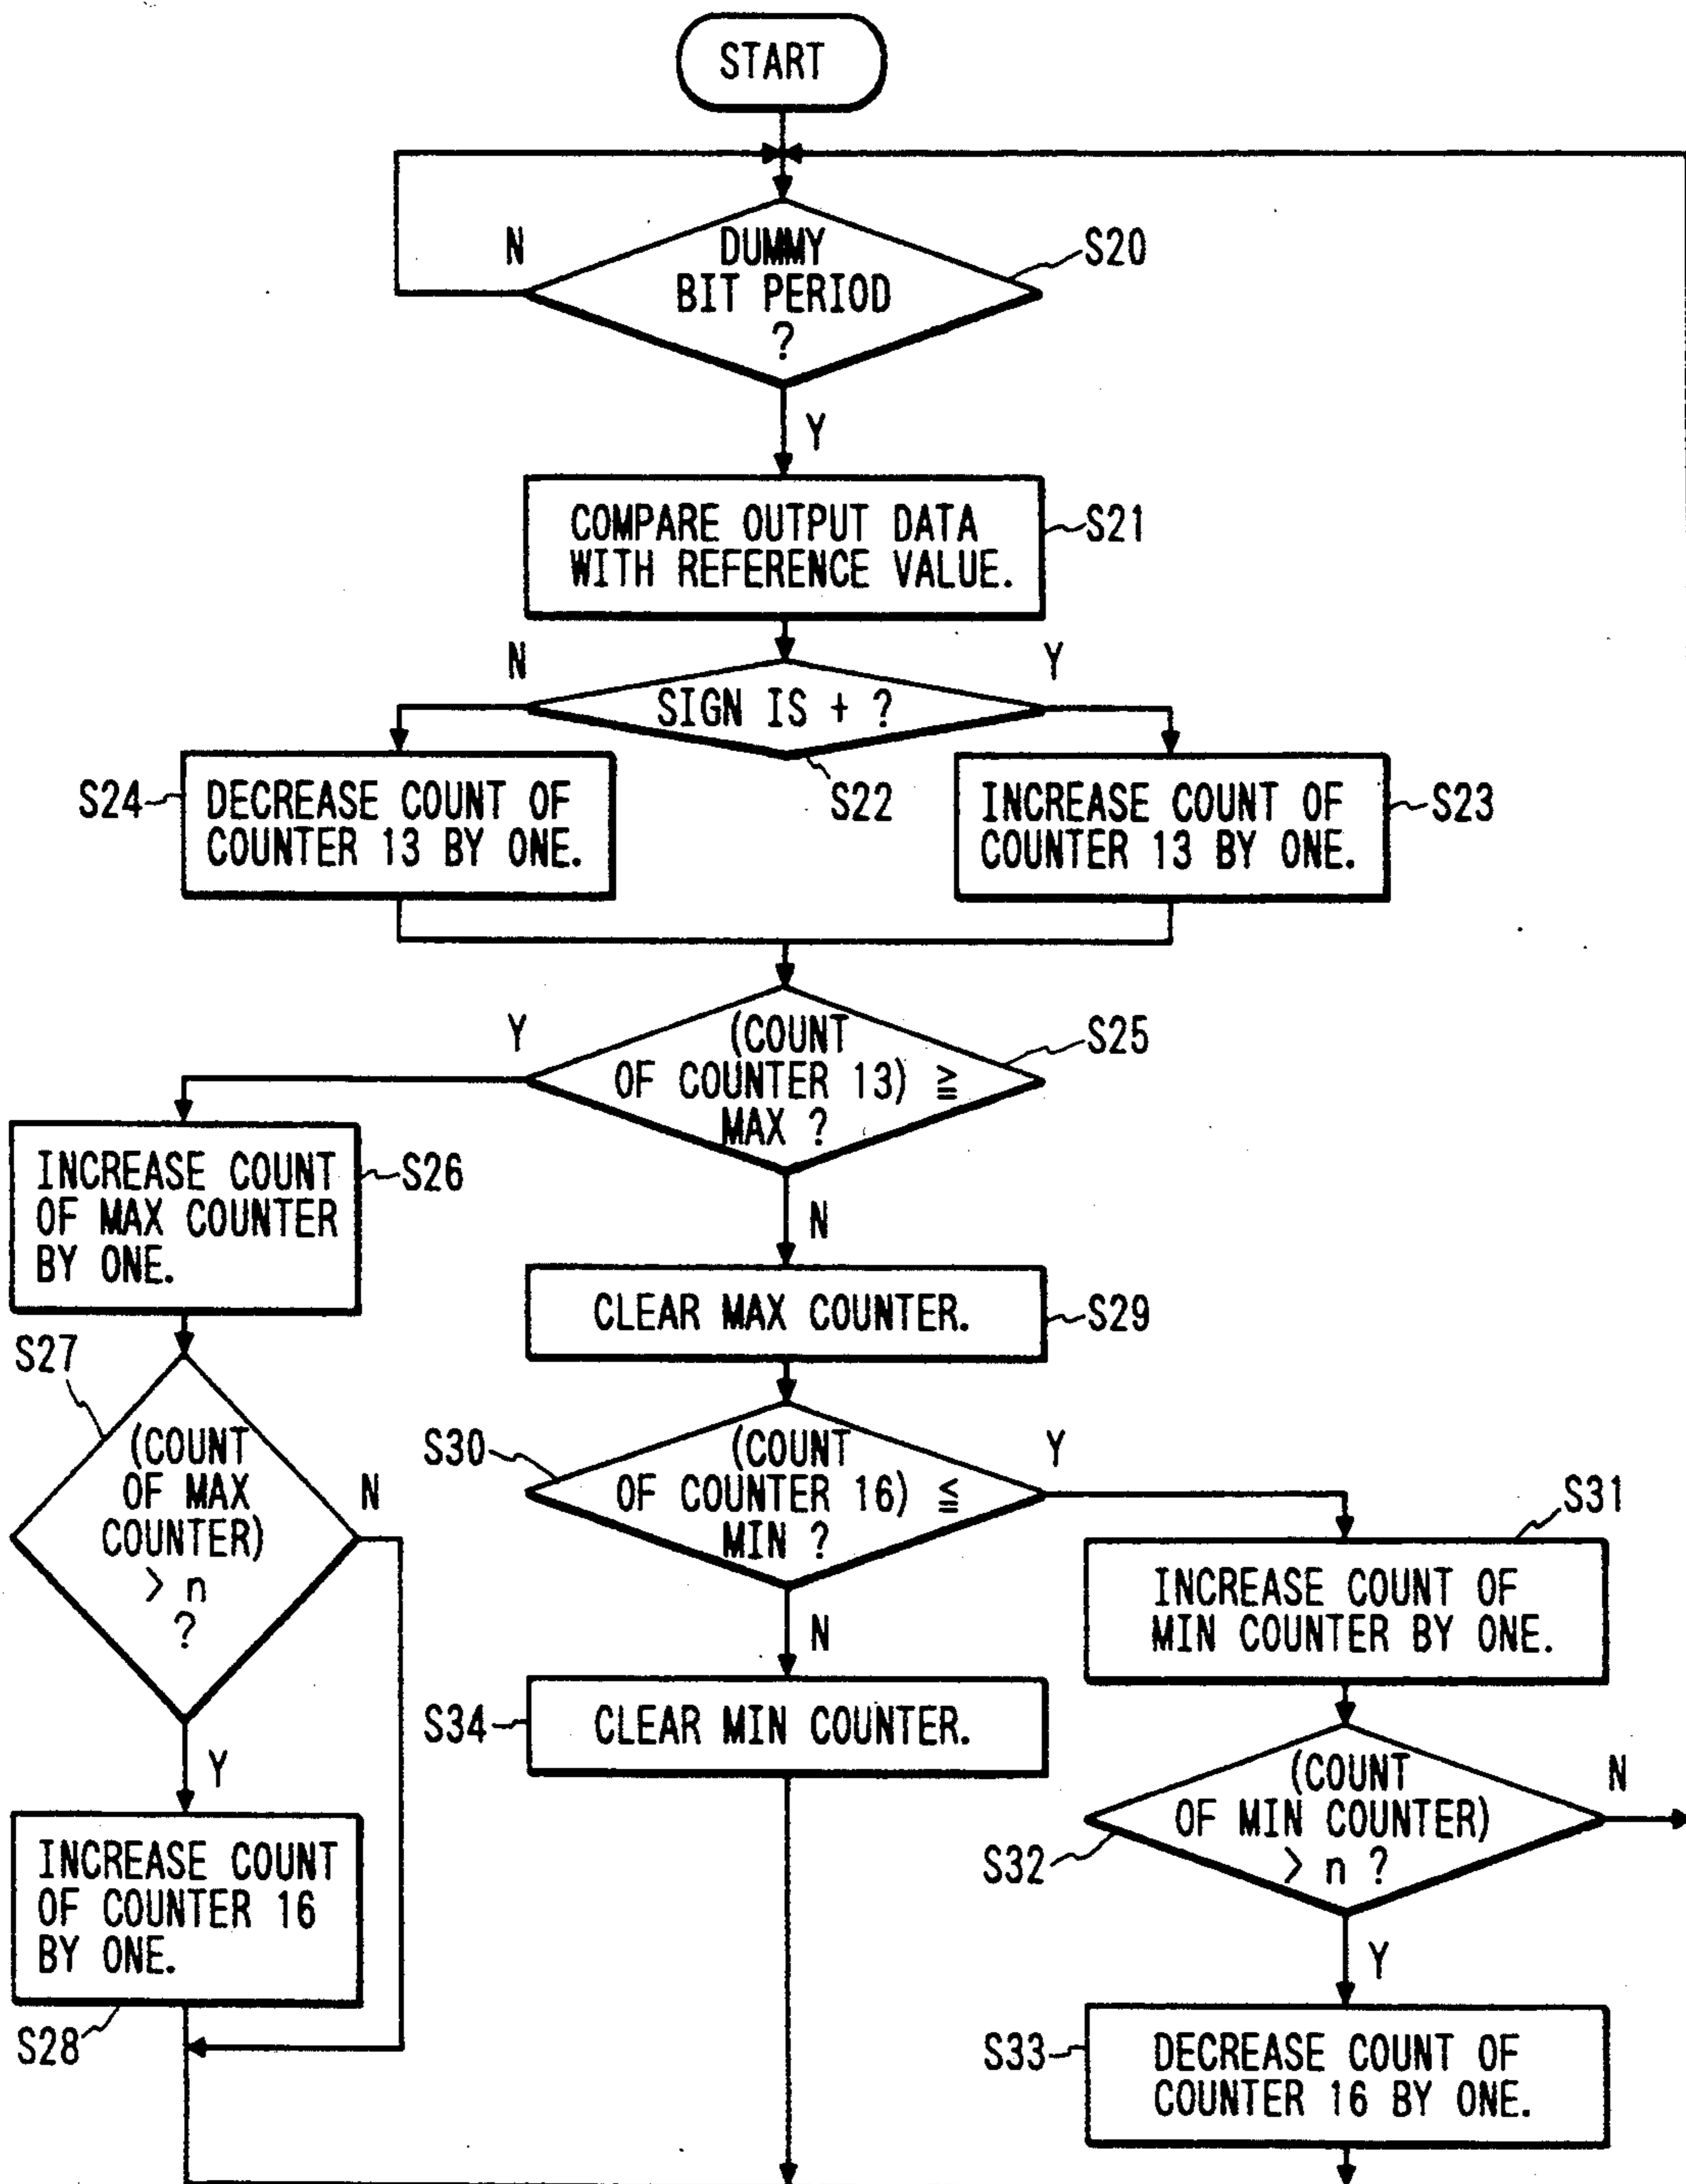 START
N
DUMMY
BIT PERIOD
?
S20
Y
COMPARE OUTPUT DATA
WITH REFERENCE VALUE.
S21
N
SIGN IS + ?
Y
S22
S24
DECREASE COUNT OF
COUNTER 13 BY ONE.
INCREASE COUNT OF
COUNTER 13 BY ONE.
S23
Y
(COUNT
OF COUNTER 13) ≧
MAX ?
S25
N
INCREASE COUNT
OF MAX COUNTER
BY ONE.
S26
CLEAR MAX COUNTER.
S29
S27
(COUNT
OF MAX
COUNTER)
> n
?
N
Y
S30
(COUNT
OF COUNTER 16) ≦
MIN ?
Y
N
S31
INCREASE COUNT OF
MIN COUNTER BY ONE.
S34
CLEAR MIN COUNTER.
(COUNT
OF MIN COUNTER)
> n ?
N
S32
Y
INCREASE COUNT
OF COUNTER 16
BY ONE.
S28
S33
DECREASE COUNT OF
COUNTER 16 BY ONE.